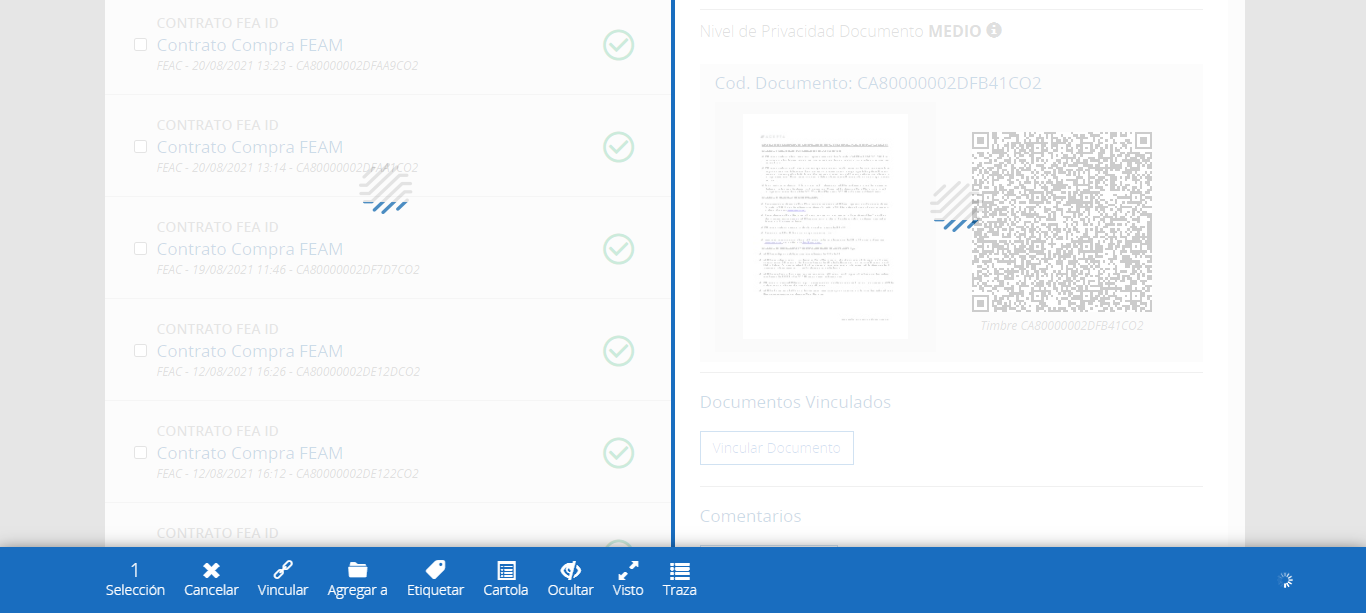 CONTRATO FEA ID
Contrato Compra FEAM
FEAC - 20/08/2021 13:23 - CA80000002DFAA9CO2
CONTRATO FEA ID
Contrato Compra FEAM
FEAC - 20/08/2021 13:14 - CA80000002DFAA1CO2
CONTRATO FEA ID
Contrato Compra FEAM
FEAC - 19/08/2021 11:46 - CA80000002DF7D7CO2
CONTRATO FEA ID
Contrato Compra FEAM
FEAC - 12/08/2021 16:26 - CA80000002DE12DCO2
CONTRATO FEA ID
Contrato Compra FEAM
FEAC - 12/08/2021 16:12 - CA80000002DE122CO2
CONTRATO FEA ID
Nivel de Privacidad Documento MEDIO
Cod. Documento: CA80000002DFB41CO2
Timbre CA80000002DFB41CO2
Documentos Vinculados
Vincular Documento
Comentarios
1
Selección
Cancelar
Vincular
Agregar a
Etiquetar
Cartola
Ocultar
Visto
Traza